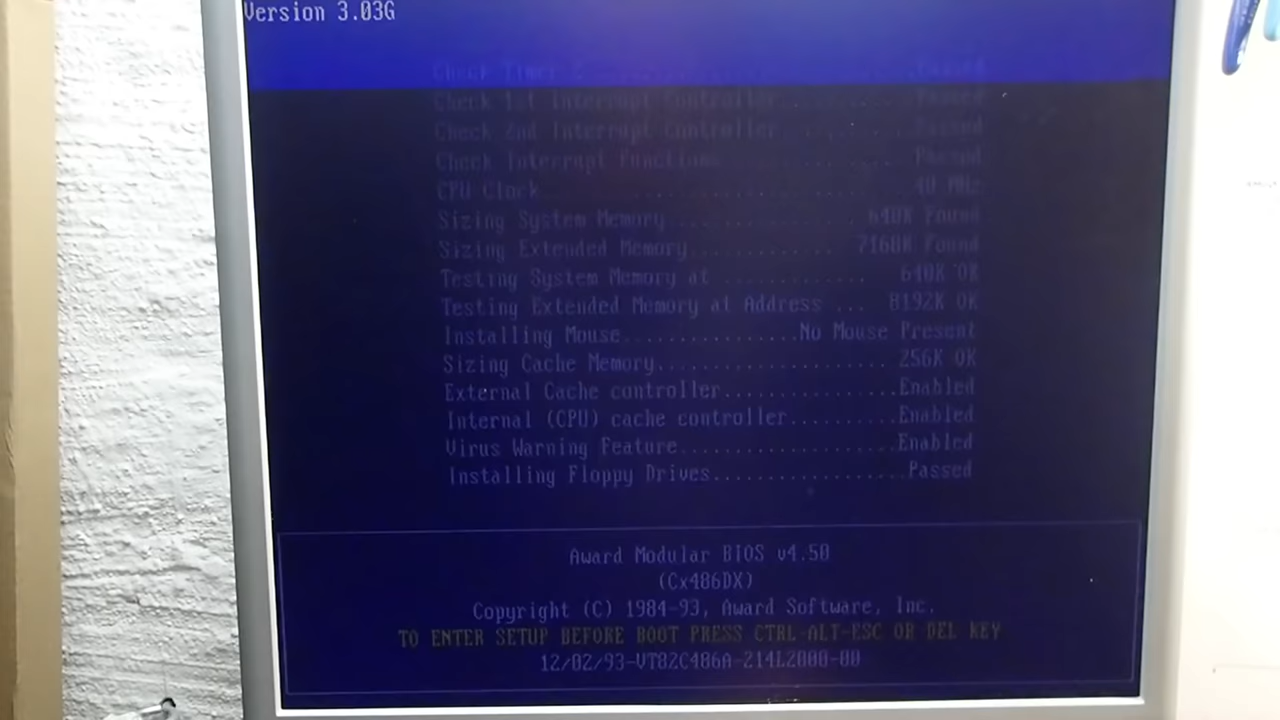 Version 3.03G
Check Timer 2 Passed
Check 1st Interrupt Controller.......... Passed
Check 2nd Interrupt Controller .......... Passed
Check Interrupt Functions .......... Passed
CPU Clock.................... 40 MHz
Sizing System Memory................ 640K Found
Sizing Extended Memory.............. 7168K Found
Testing System Memory at ............ 640K OK
Testing Extended Memory at Address ... 8192K OK
Installing Mouse................No Mouse Present
Sizing Cache Memory.................... 256K OK
External Cache controller................Enabled
Internal (CPU) cache controller..........Enabled
Virus Warning Feature....................Enabled
Installing Floppy Drives..................Passed
Award Modular BIOS v4.50
(Cx486DX)
Copyright (C) 1984-93, Award Software, Inc.
TO ENTER SETUP BEFORE BOOT PRESS CTRL-ALT-ESC OR DEL KEY
12/02/93-VT82C486A-214L2000-00